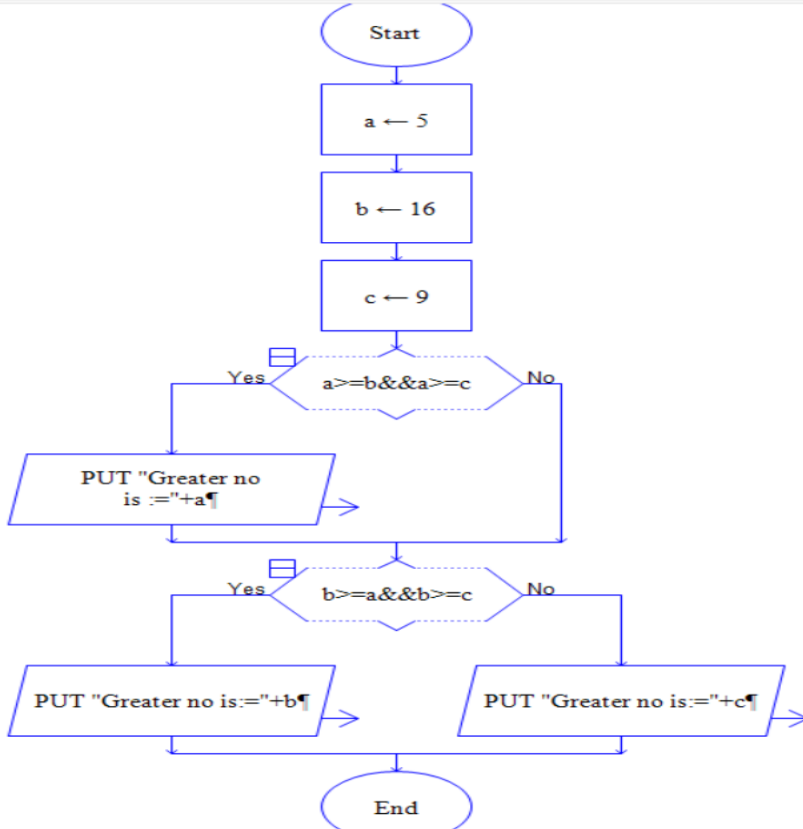 Start
a ← 5
b ← 16
c ← 9
Yes
a>=b&&a>=c
No
PUT "Greater no
is :="+a¶
Yes
b>=a&&b>=c
No
PUT "Greater no is:="+b¶
PUT "Greater no is:="+c¶
End